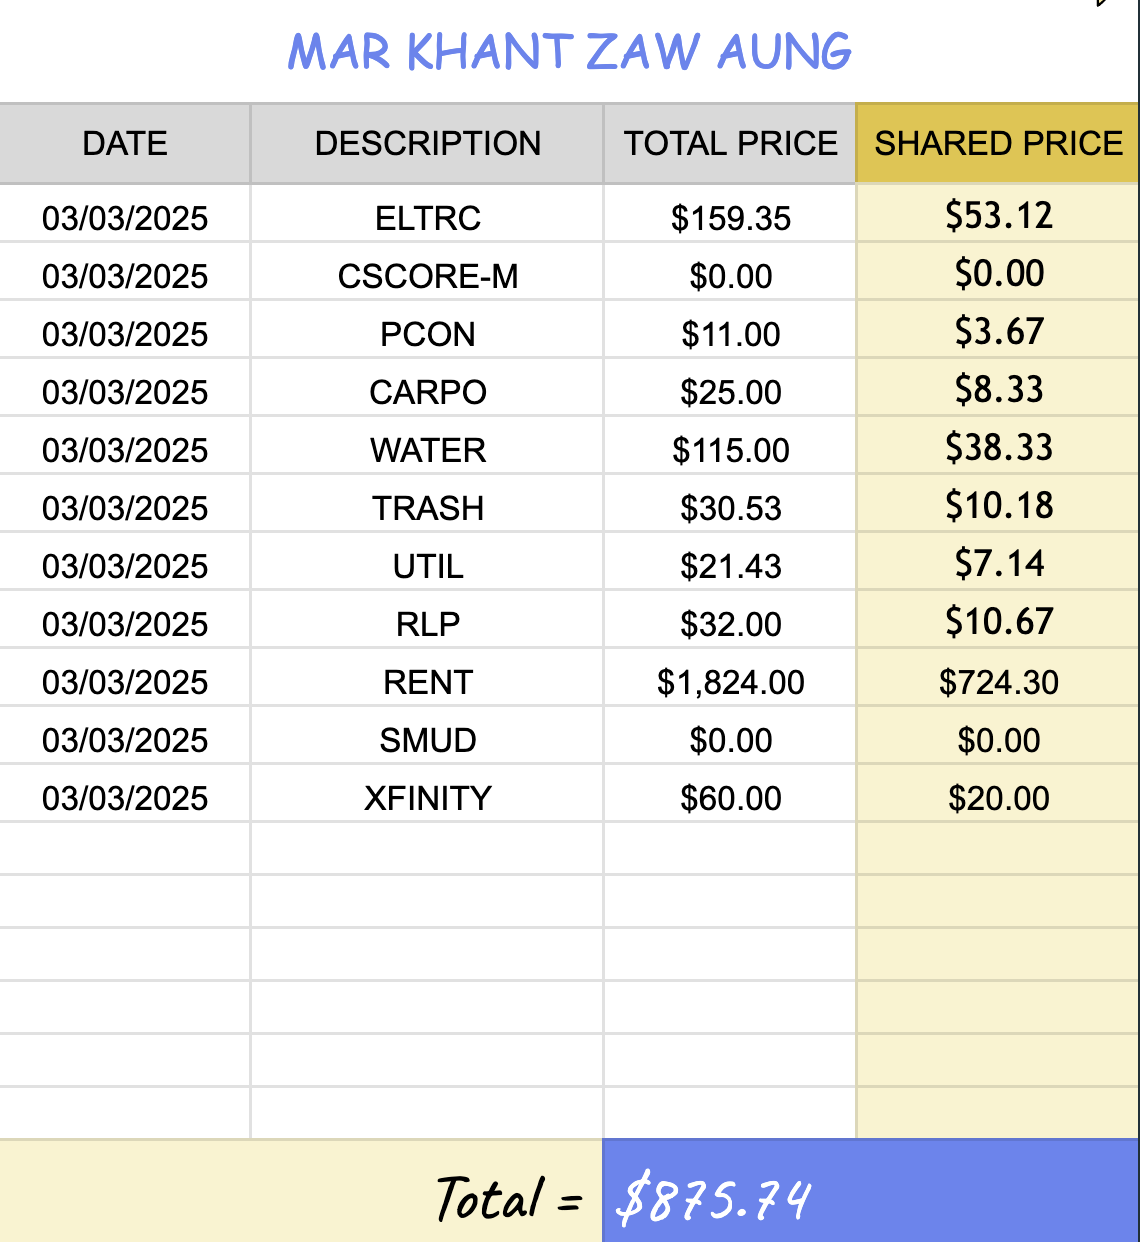 MAR KHANT ZAW AUNG
DATE DESCRIPTION TOTAL PRICE SHARED PRICE
03/03/2025 ELTRC $159.35 $53.12
03/03/2025 CSCORE-M $0.00 $0.00
03/03/2025 PCON $11.00 $3.67
03/03/2025 CARPO $25.00 $8.33
03/03/2025 WATER $115.00 $38.33
03/03/2025 TRASH $30.53 $10.18
03/03/2025 UTIL $21.43 $7.14
03/03/2025 RLP $32.00 $10.67
03/03/2025 RENT $1,824.00 $724.30
03/03/2025 SMUD $0.00 $0.00
03/03/2025 XFINITY $60.00 $20.00
Total = $875.74